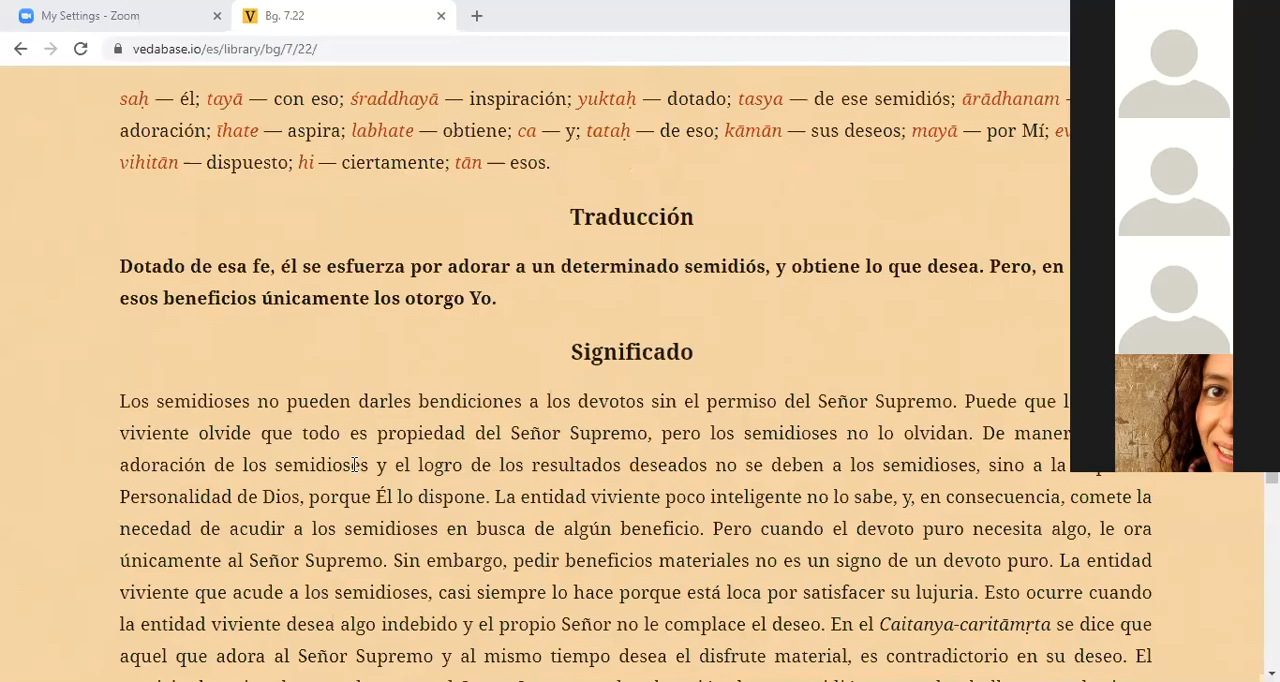 My Settings - Zoom
Bg. 7.22
vedabase.io/es/library/bg/7/22/
saḥ — él; tayā — con eso; śraddhayā — inspiración; yuktaḥ — dotado; tasya — de ese semidiós; ārādhanam —
adoración; īhate — aspira; labhate — obtiene; ca — y; tataḥ — de eso; kāmān — sus deseos; mayā — por Mí;
vihitān — dispuesto; hi — ciertamente; tān — esos.
Traducción
Dotado de esa fe, él se esfuerza por adorar a un determinado semidiós, y obtiene lo que desea. Pero, en
esos beneficios únicamente los otorgo Yo.
Significado
Los semidioses no pueden darles bendiciones a los devotos sin el permiso del Señor Supremo. Puede que
viviente olvide que todo es propiedad del Señor Supremo, pero los semidioses no lo olvidan. De
adoración de los semidioses y el logro de los resultados deseados no se deben a los semidioses, sino a la
Personalidad de Dios, porque Él lo dispone. La entidad viviente poco inteligente no lo sabe, y, en consecuencia, comete la
necedad de acudir a los semidioses en busca de algún beneficio. Pero cuando el devoto puro necesita algo, le ora
únicamente al Señor Supremo. Sin embargo, pedir beneficios materiales no es un signo de un devoto puro. La entidad
viviente que acude a los semidioses, casi siempre lo hace porque está loca por satisfacer su lujuria. Esto ocurre cuando
la entidad viviente desea algo indebido y el propio Señor no le complace el deseo. En el Caitanya-caritāmṛta se dice que
aquel que adora al Señor Supremo y al mismo tiempo desea el disfrute material, es contradictorio en su deseo. El